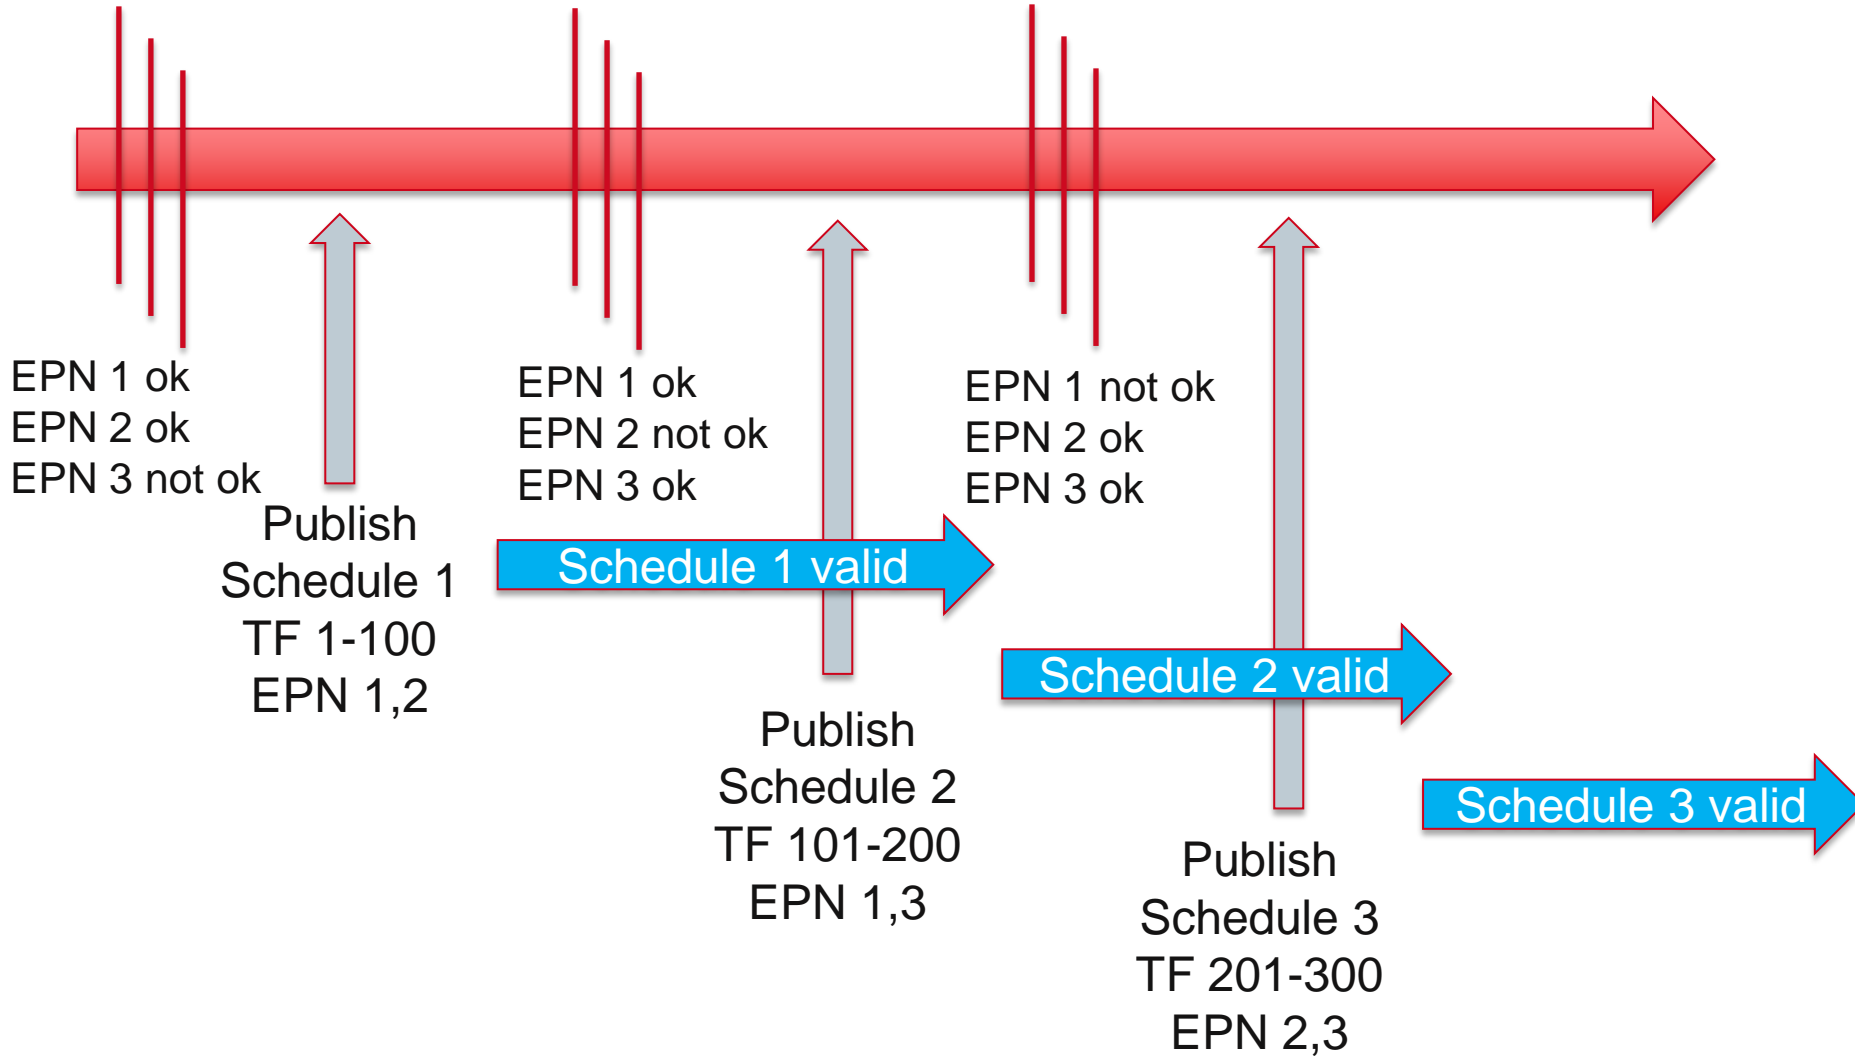 EPN 1 ok
EPN 2 ok
EPN 3 not ok
Publish
Schedule 1
TF 1-100
EPN 1,2
EPN 1 ok
EPN 2 not ok
EPN 3 ok
Schedule 1 valid
Publish
Schedule 2
TF 101-200
EPN 1,3
EPN 1 not ok
EPN 2 ok
EPN 3 ok
Schedule 2 valid
Publish
Schedule 3
TF 201-300
EPN 2,3
Schedule 3 valid